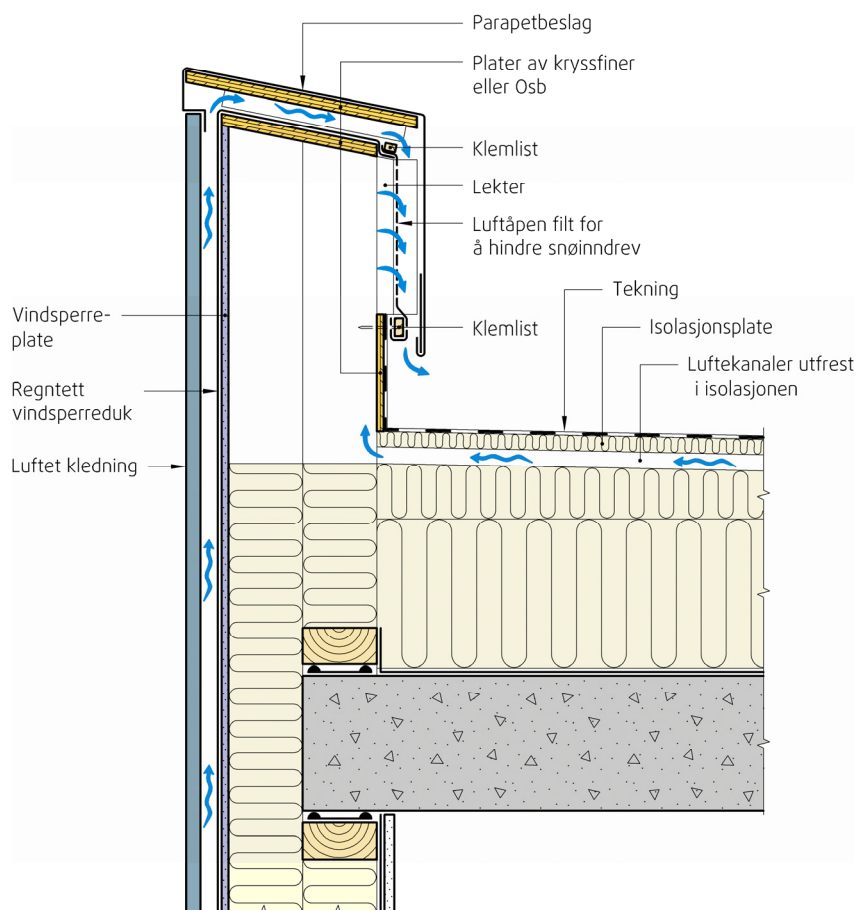 Parapetbeslag
Plater av kryssfiner
eller Osb
Klemlist
Lekter
Luftåpen filt for
å hindre snøinndrev
Tekning
Klemlist
Isolasjonsplate
Luftekanaler utfrest
i isolasjonen
Vindsperre-
plate
Regntett
vindsperreduk
Luftet kledning